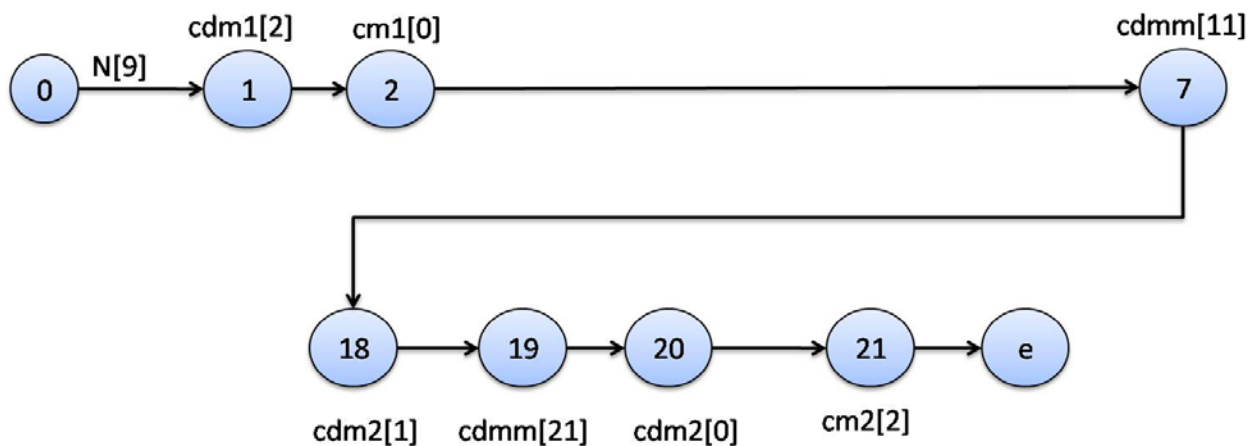 cdm1[2] cm1[0] cdmm[11]
0 N[9] 1 2 7
18 19 20 21 e
cdm2[1] cdmm[21] cdm2[0] cm2[2]